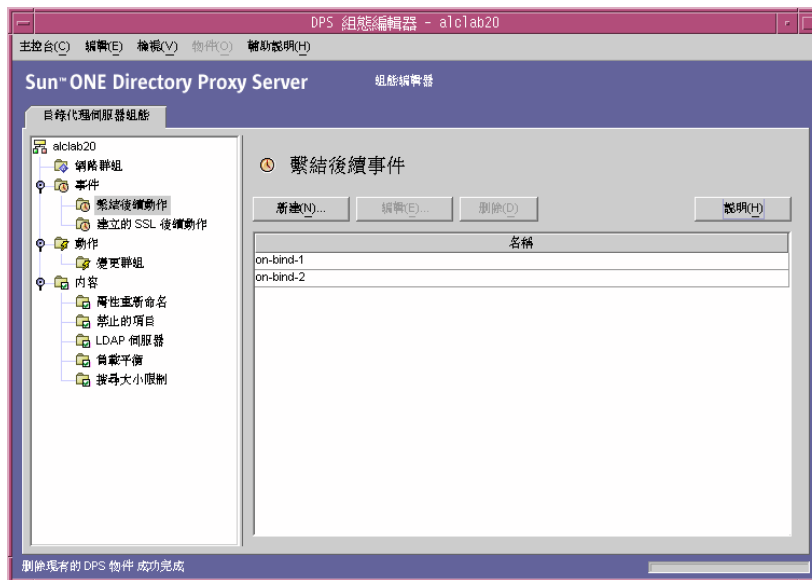 DPS 組態編輯器 - alclab20
主控台(C) 編輯(E) 檢視(V) 物件(O) 輔助說明(H)
Sun™ ONE Directory Proxy Server 組態編輯器
目錄代理伺服器組態
alclab20
網路群組
事件
繫結後續動作
建立的 SSL 後續動作
動作
變更群組
內容
屬性重新命名
禁止的項目
LDAP 伺服器
負載平衡
搜尋大小限制
繫結後續事件
新建(N)... 編輯(E)... 刪除(D) 說明(H)
名稱
on-bind-1
on-bind-2
刪除現有的 DPS 物件 成功完成